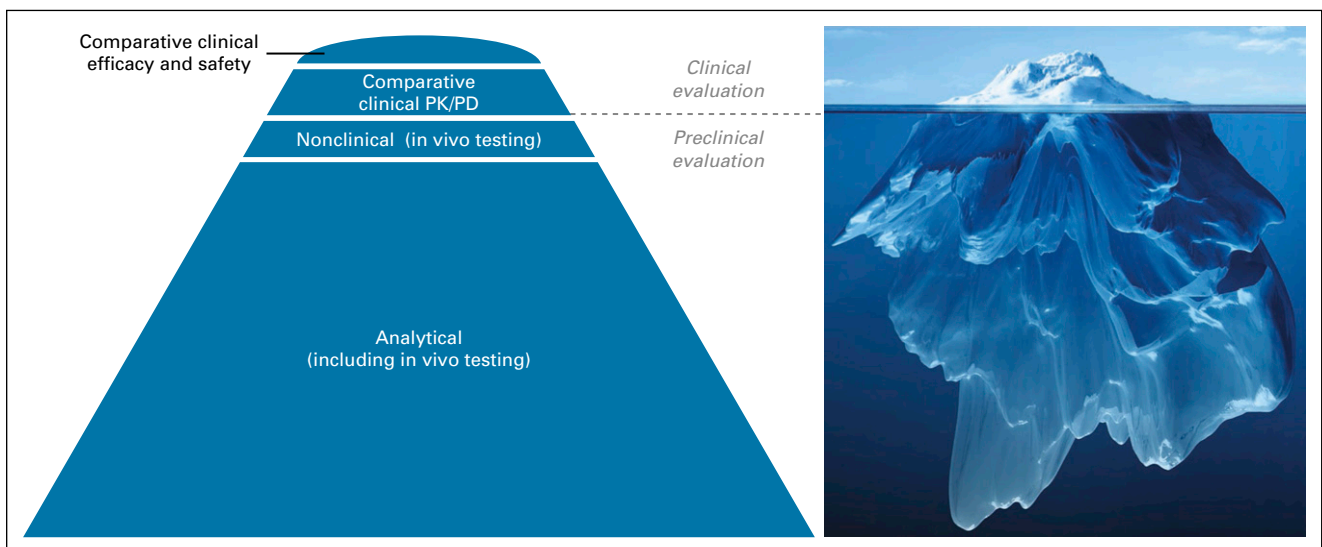 Comparative clinical
efficacy and safety
Comparative
clinical PK/PD
Clinical
evaluation
Nonclinical (in vivo testing)
Preclinical
evaluation
Analytical
(including in vivo testing)